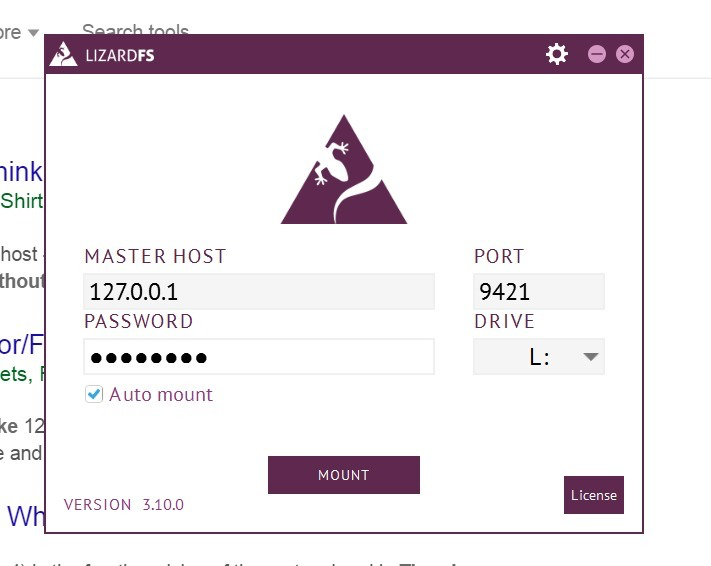 ore
Search tools
LIZARDFS
hink
Shirt
host
thout
or/F
ets, F
ke 12
e and
Wh
MASTER HOST
PORT
127.0.0.1
9421
PASSWORD
DRIVE
●●●●●●●●
L:
Auto mount
MOUNT
VERSION 3.10.0
License